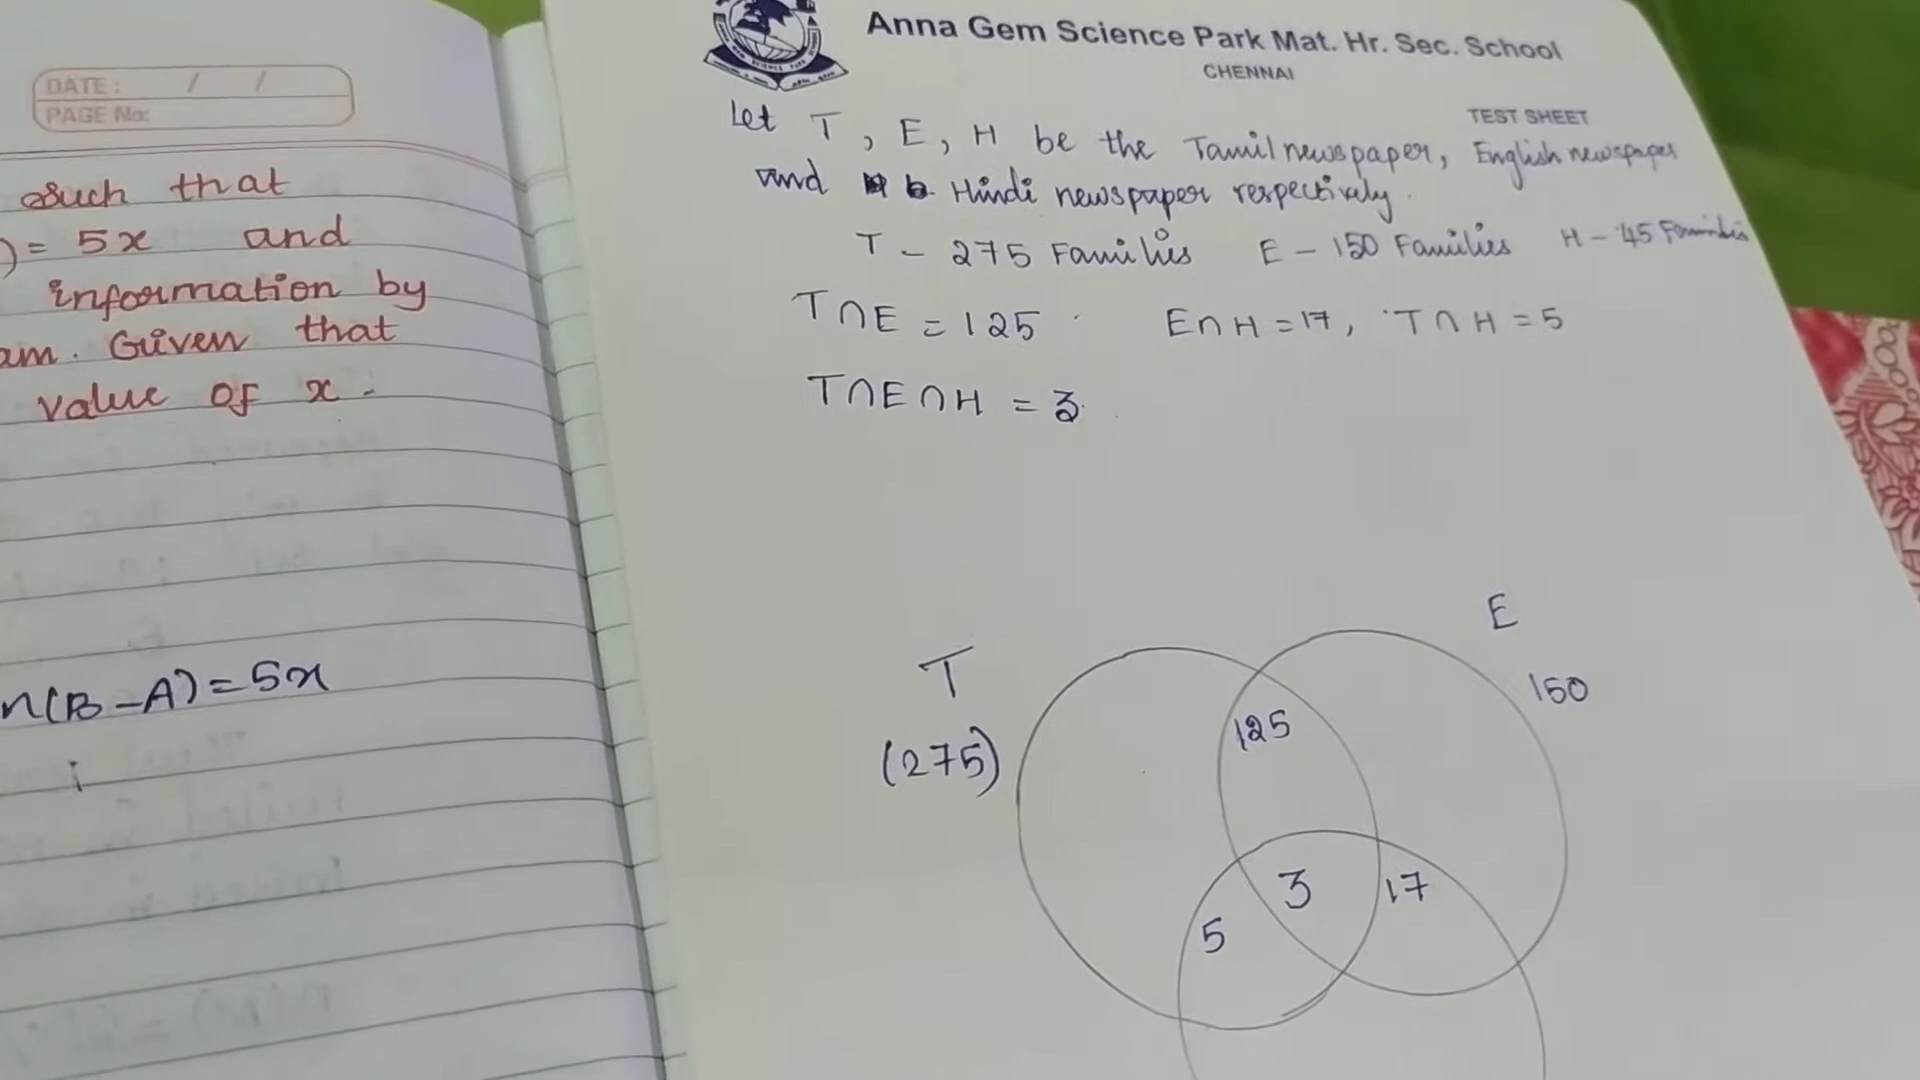 DATE: / /
PAGE No:
such that
)= 5x and
information by
am. Given that
value of x.
n(B-A)=5x
Anna Gem Science Park Mat. Hr. Sec. School
CHENNAI
TEST SHEET
Let T, E, H be the Tamil newspaper, English newspaper
and Hindi newspaper respectively.
T - 275 Families E - 150 Families H - 45 Families
T∩E = 125 E∩H = 17, T∩H = 5
T∩E∩H = 3
T
(275)
E
150
125
3
17
5